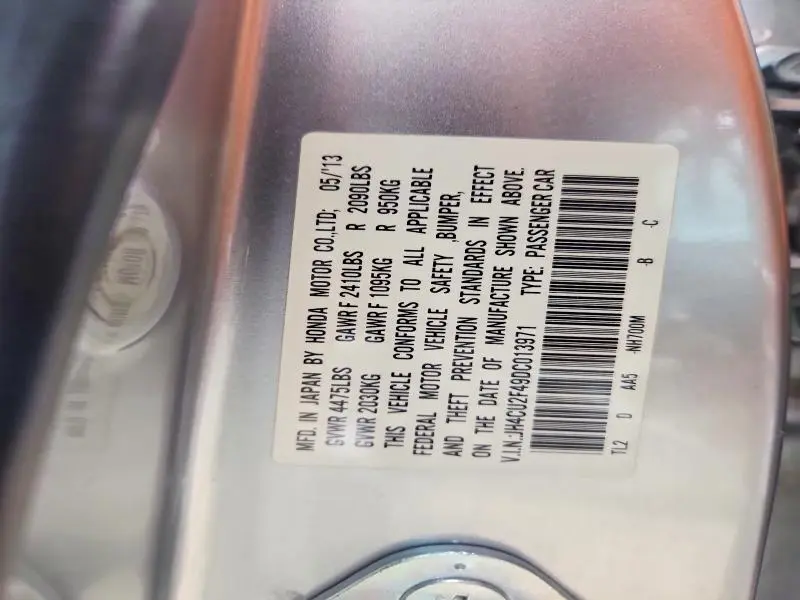 MFD. IN JAPAN BY HONDA MOTOR CO.,LTD; 05/'13
GVWR 4475LBS GAWR F 2410LBS R 2090LBS
GVWR 2030KG GAWR F 1095KG R 950KG
THIS VEHICLE CONFORMS TO ALL APPLICABLE
FEDERAL MOTOR VEHICLE SAFETY ,BUMPER,
AND THEFT PREVENTION STANDARDS IN EFFECT
ON THE DATE OF MANUFACTURE SHOWN ABOVE.
V.I.N:JH4CU2F49DC013971 TYPE: PASSENGER CAR
TL2 D AA5 -NH700M -B -C